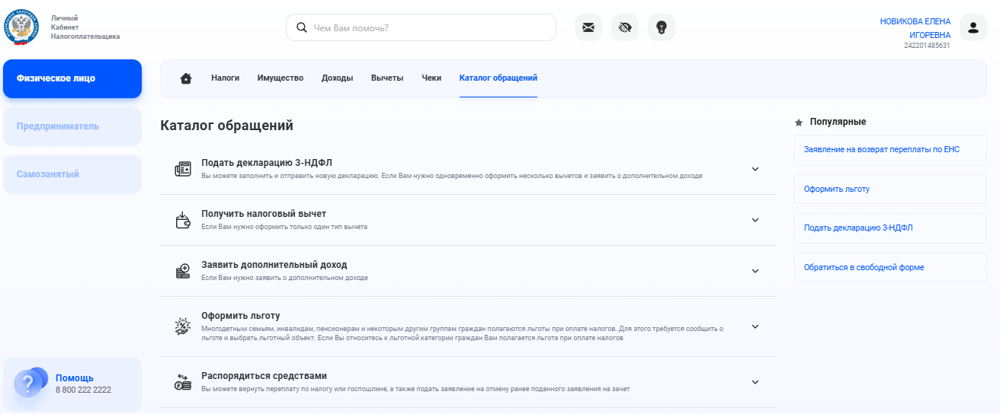 Личный
Кабинет
Налогоплательщика
Чем Вам помочь?
НОВИКОВА ЕЛЕНА
ИГОРЕВНА
242201485631
Физическое лицо
Предприниматель
Самозанятый
Налоги Имущество Доходы Вычеты Чеки Каталог обращений
Каталог обращений
Подать декларацию 3-НДФЛ
Вы можете заполнить и отправить новую декларацию. Если Вам нужно одновременно оформить несколько вычетов и заявить о дополнительном доходе
Получить налоговый вычет
Если Вам нужно оформить только один тип вычета
Заявить дополнительный доход
Если Вам нужно заявить о дополнительном доходе
Оформить льготу
Многодетным семьям, инвалидам, пенсионерам и некоторым другим группам граждан полагаются льготы при оплате налогов. Для этого требуется сообщить о
льготе и выбрать льготный объект. Если Вы относитесь к льготной категории граждан Вам полагается льгота при оплате налогов
Распорядиться средствами
Вы можете вернуть переплату по налогу или госпошлине, а также подать заявление на отмену ранее поданного заявления на зачет
Популярные
Заявление на возврат переплаты по ЕНС
Оформить льготу
Подать декларацию 3-НДФЛ
Обратиться в свободной форме
Помощь
8 800 222 2222